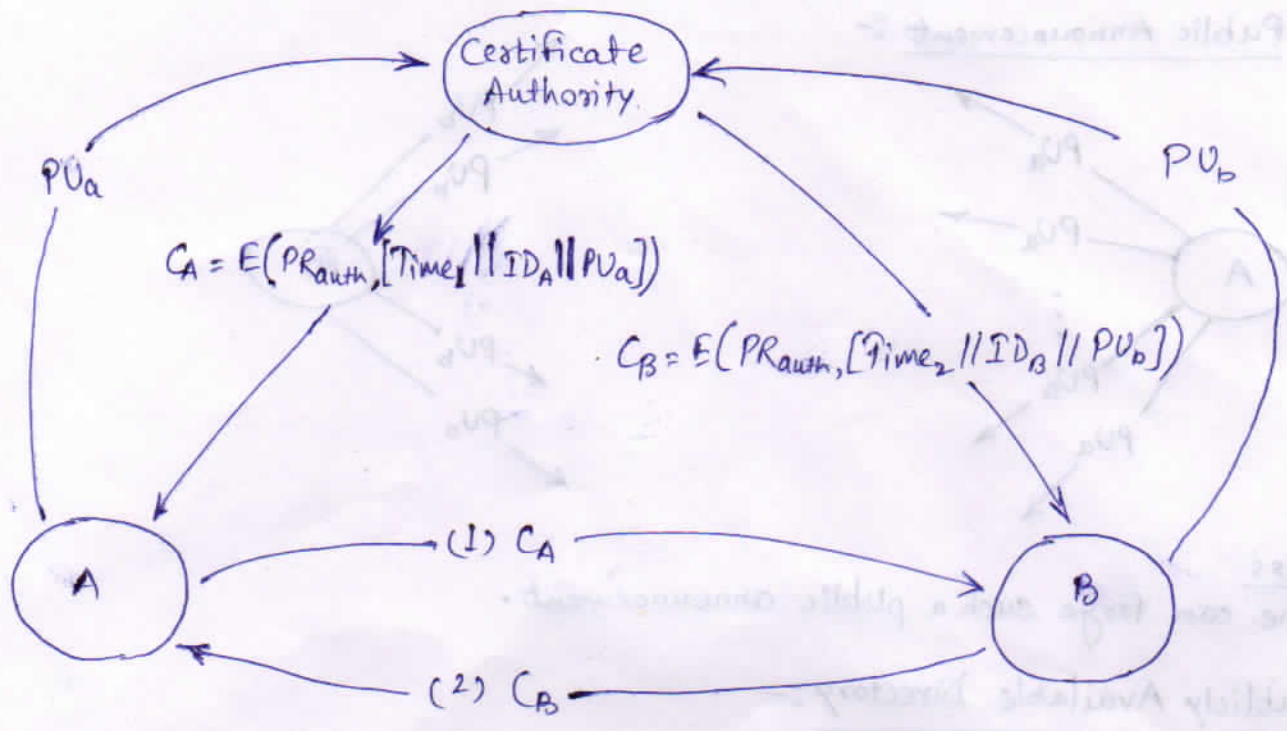 Certificate
Authority.
PUa
PUb
CA = E(PRauth, [Time1 || IDA || PUa])
CB = E(PRauth, [Time2 || IDB || PUb])
(1) CA
A
B
(2) CB